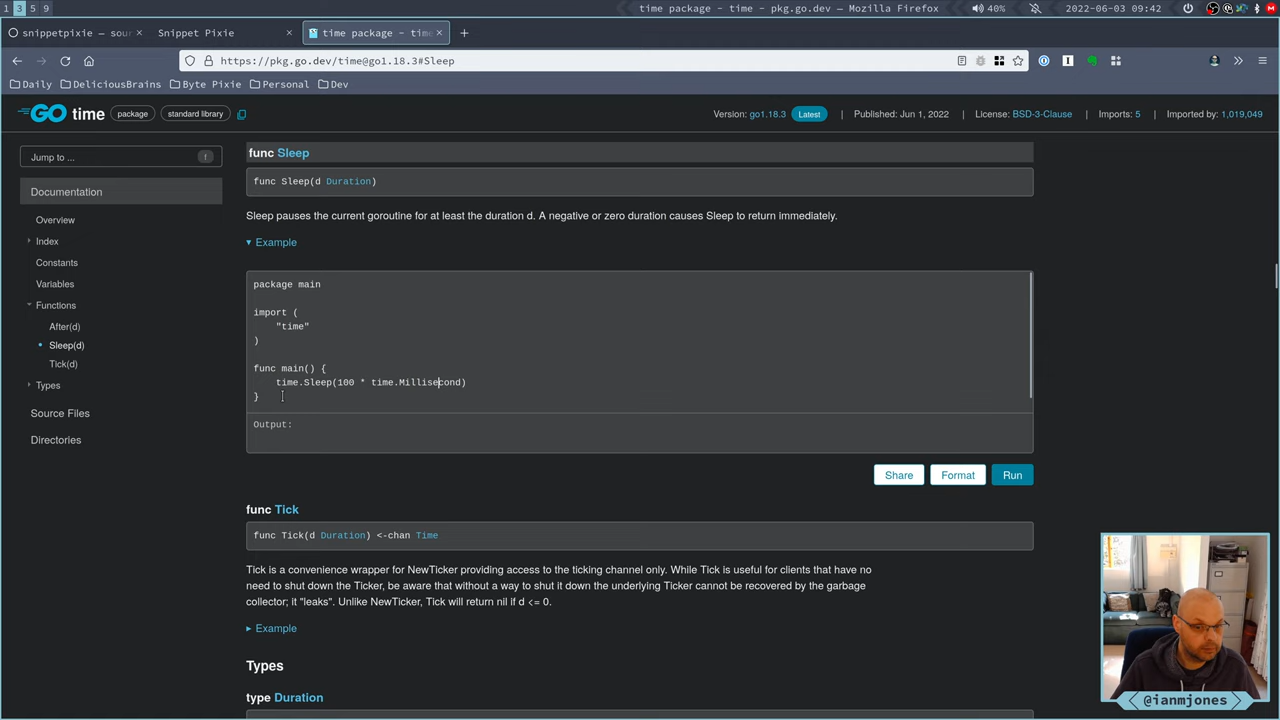 1 3 5 9
time package - time - pkg.go.dev — Mozilla Firefox
40%
2022-06-03 09:42
snippetpixie — sour
Snippet Pixie
time package - time
https://pkg.go.dev/time@go1.18.3#Sleep
Daily
DeliciousBrains
Byte Pixie
Personal
Dev
GO time
package
standard library
Version: go1.18.3 Latest | Published: Jun 1, 2022 | License: BSD-3-Clause | Imports: 5 | Imported by: 1,019,049
Jump to ...
f
Documentation
Overview
Index
Constants
Variables
Functions
After(d)
Sleep(d)
Tick(d)
Types
Source Files
Directories
func Sleep
func Sleep(d Duration)
Sleep pauses the current goroutine for at least the duration d. A negative or zero duration causes Sleep to return immediately.
Example
package main
import (
"time"
)
func main() {
time.Sleep(100 * time.Millisecond)
}
Output:
Share
Format
Run
func Tick
func Tick(d Duration) <-chan Time
Tick is a convenience wrapper for NewTicker providing access to the ticking channel only. While Tick is useful for clients that have no
need to shut down the Ticker, be aware that without a way to shut it down the underlying Ticker cannot be recovered by the garbage
collector; it "leaks". Unlike NewTicker, Tick will return nil if d <= 0.
Example
Types
type Duration
@ianmjones